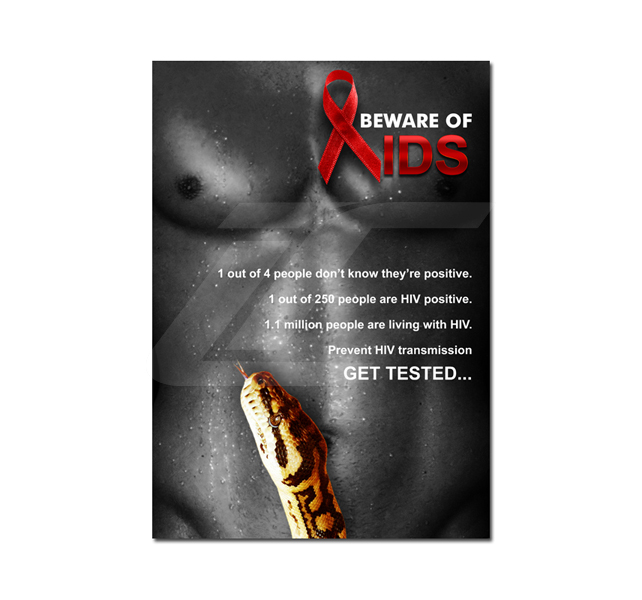 BEWARE OF
AIDS
1 out of 4 people don't know they're positive.
1 out of 250 people are HIV positive.
1.1 million people are living with HIV.
Prevent HIV transmission
GET TESTED...